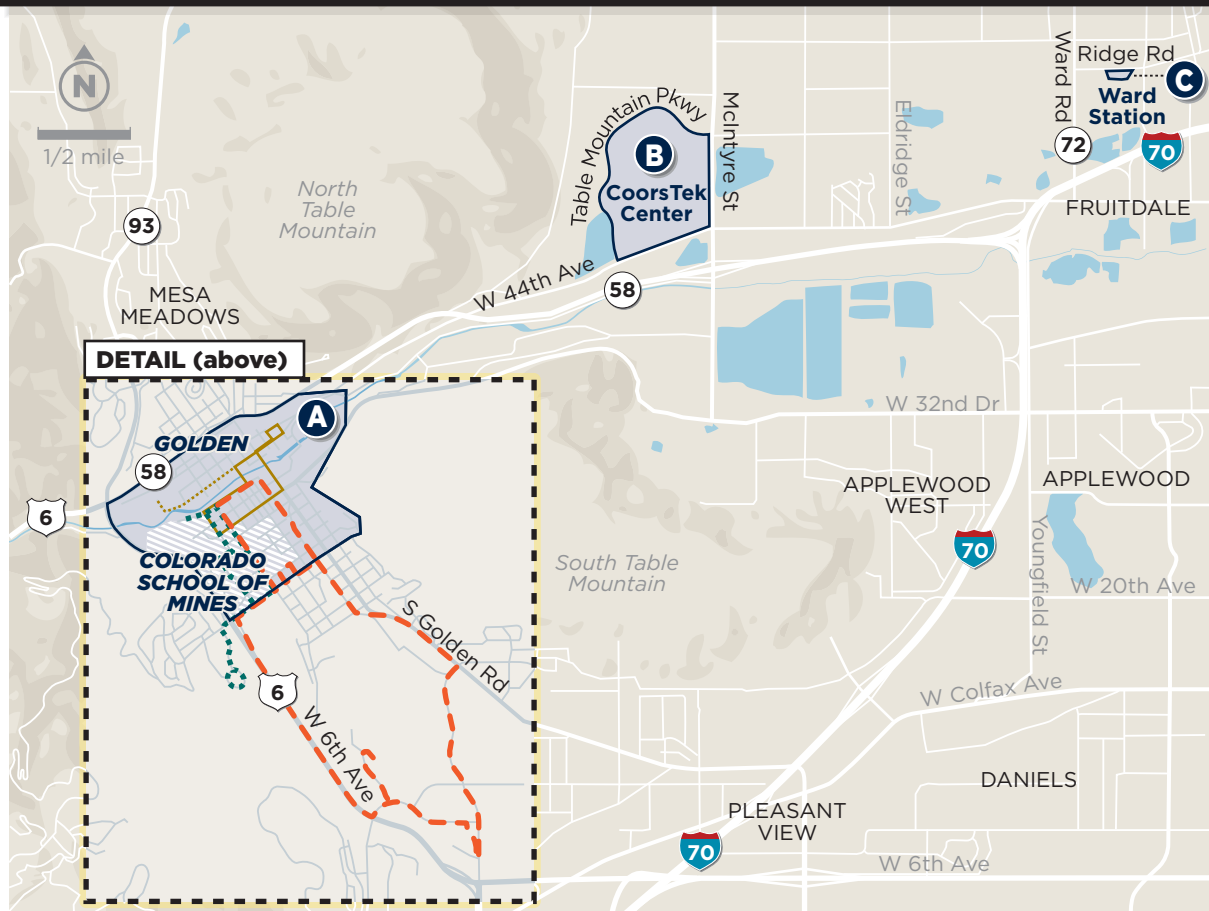 N
1/2 mile
93
North
Table
Mountain
MESA
MEADOWS
Table Mountain Pkwy
B
CoorsTek
Center
McIntyre St
W 44th Ave
58
Eldridge St
Ward Rd
72
Ridge Rd
C
Ward
Station
70
FRUITDALE
DETAIL (above)
A
GOLDEN
58
6
COLORADO
SCHOOL OF
MINES
S Golden Rd
6
W 6th Ave
South Table
Mountain
W 32nd Dr
APPLEWOOD
WEST
APPLEWOOD
70
Youngfield St
W 20th Ave
W Colfax Ave
DANIELS
PLEASANT
VIEW
70
W 6th Ave